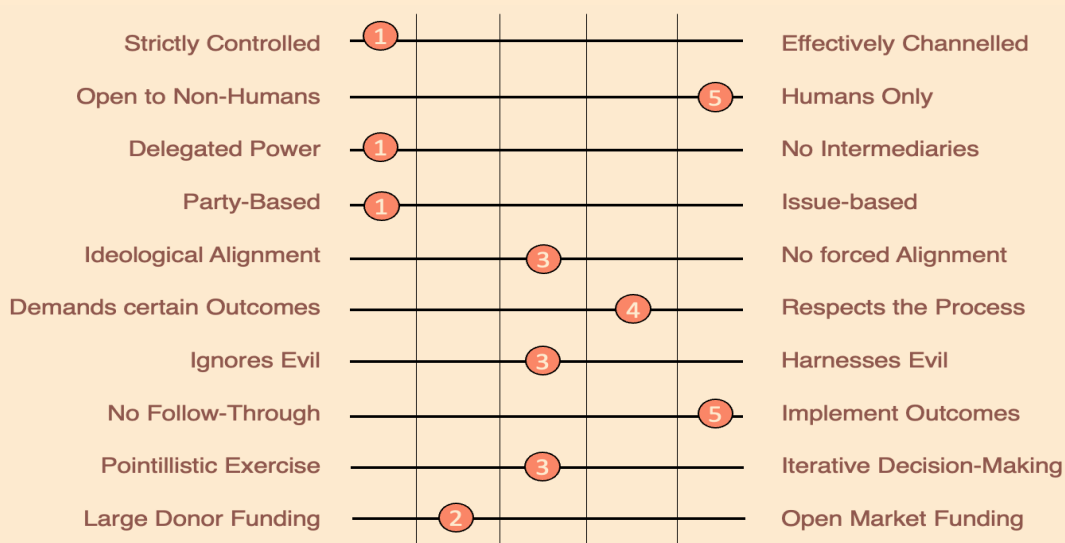 Strictly Controlled 1 Effectively Channelled
Open to Non-Humans 5 Humans Only
Delegated Power 1 No Intermediaries
Party-Based 1 Issue-based
Ideological Alignment 3 No forced Alignment
Demands certain Outcomes 4 Respects the Process
Ignores Evil 3 Harnesses Evil
No Follow-Through 5 Implement Outcomes
Pointillistic Exercise 3 Iterative Decision-Making
Large Donor Funding 2 Open Market Funding